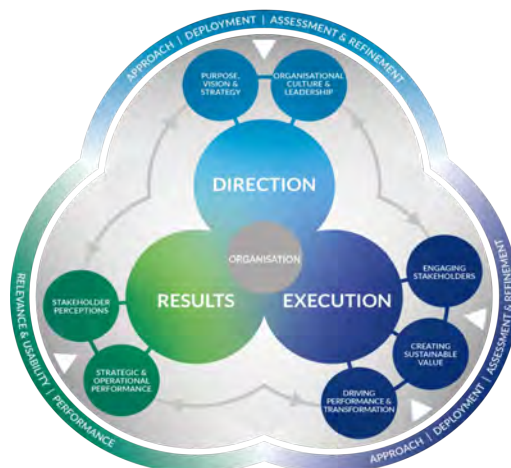 APPROACH | DEPLOYMENT | ASSESSMENT & REFINEMENT
PURPOSE,
VISION &
STRATEGY
ORGANISATIONAL
CULTURE &
LEADERSHIP
DIRECTION
ORGANISATION
RESULTS
EXECUTION
STAKEHOLDER
PERCEPTIONS
STRATEGIC &
OPERATIONAL
PERFORMANCE
ENGAGING
STAKEHOLDERS
CREATING
SUSTAINABLE
VALUE
DRIVING
PERFORMANCE &
TRANSFORMATION
RELEVANCE & USABILITY | PERFORMANCE
APPROACH | DEPLOYMENT | ASSESSMENT & REFINEMENT